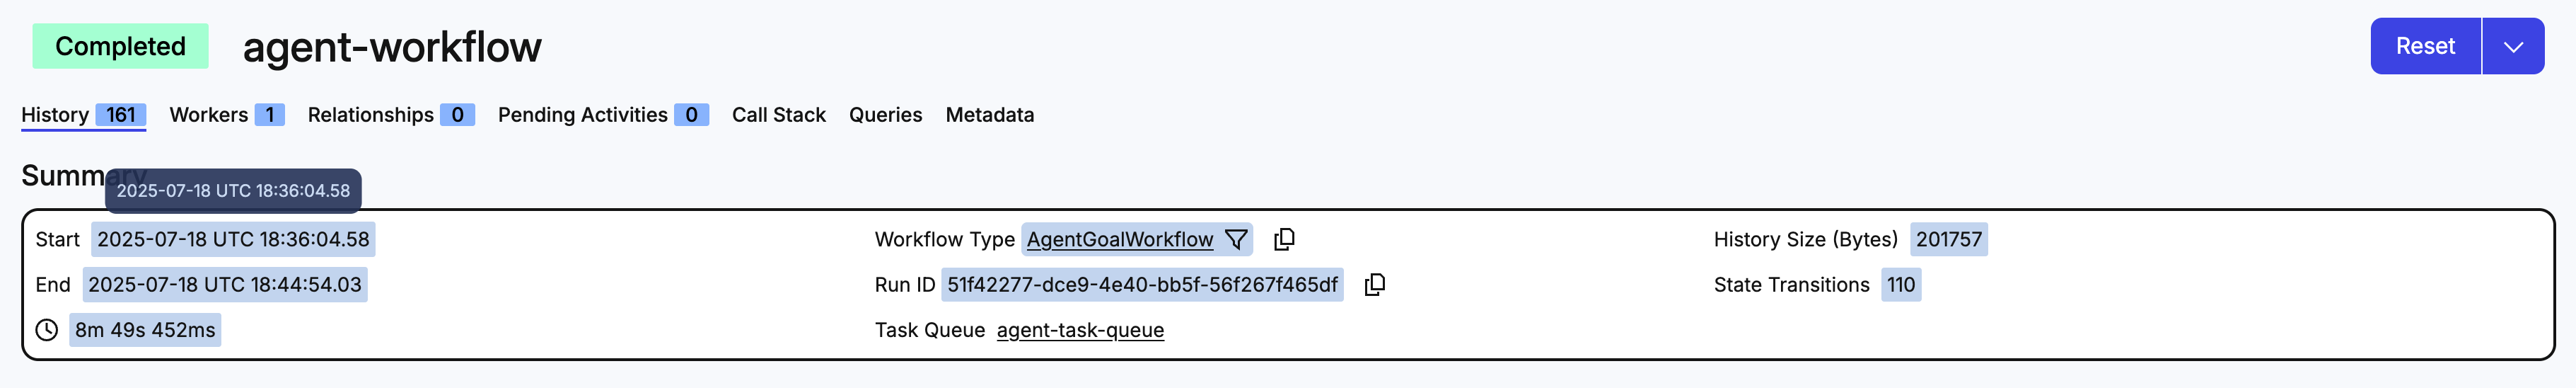 Completed agent-workflow Reset
History 161 Workers 1 Relationships 0 Pending Activities 0 Call Stack Queries Metadata
Summary
2025-07-18 UTC 18:36:04.58
Start 2025-07-18 UTC 18:36:04.58 Workflow Type AgentGoalWorkflow History Size (Bytes) 201757
End 2025-07-18 UTC 18:44:54.03 Run ID 51f42277-dce9-4e40-bb5f-56f267f465df State Transitions 110
8m 49s 452ms Task Queue agent-task-queue